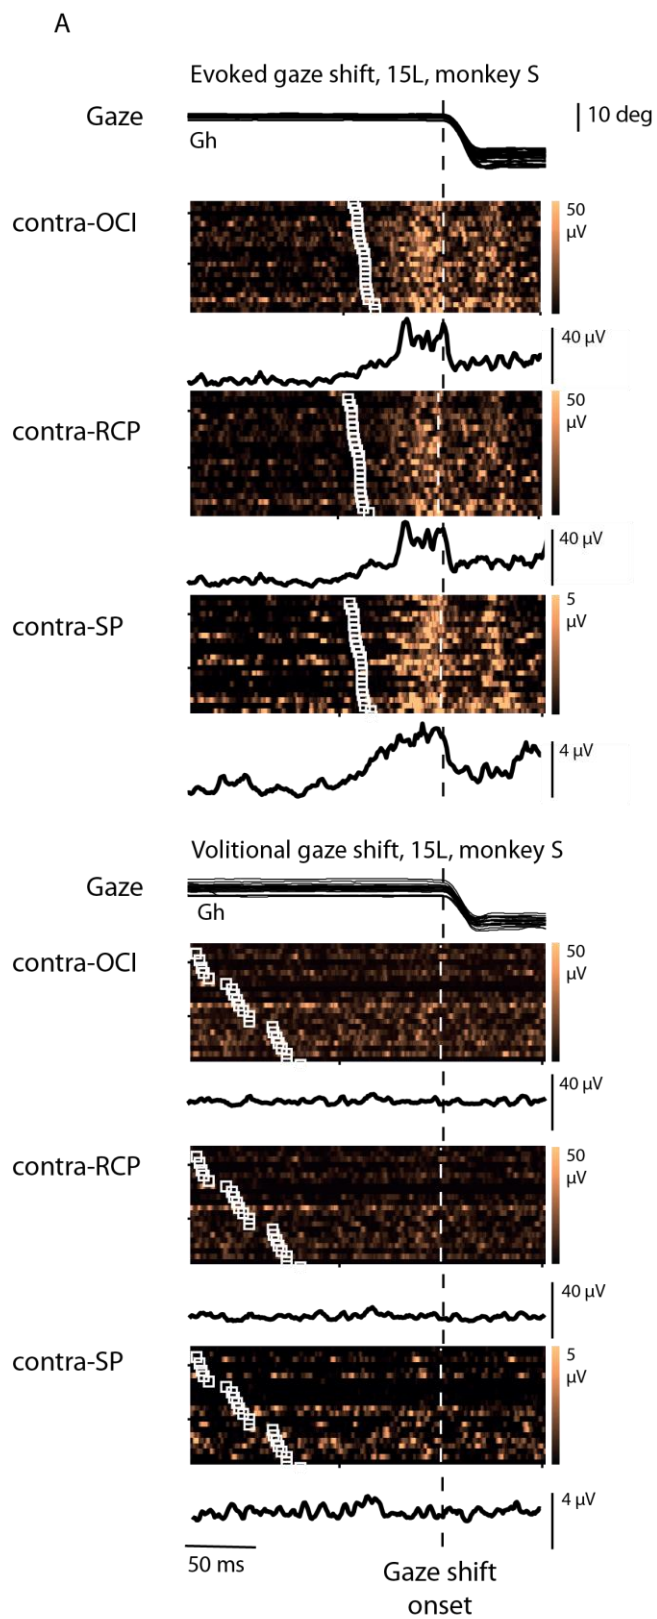 A
Evoked gaze shift, 15L, monkey S
Gaze
10 deg
Gh
contra-OCI
50
µV
40 µV
contra-RCP
50
µV
40 µV
contra-SP
5
µV
4 µV
Volitional gaze shift, 15L, monkey S
Gaze
Gh
contra-OCI
50
µV
40 µV
contra-RCP
50
µV
40 µV
contra-SP
5
µV
4 µV
50 ms
Gaze shift
onset